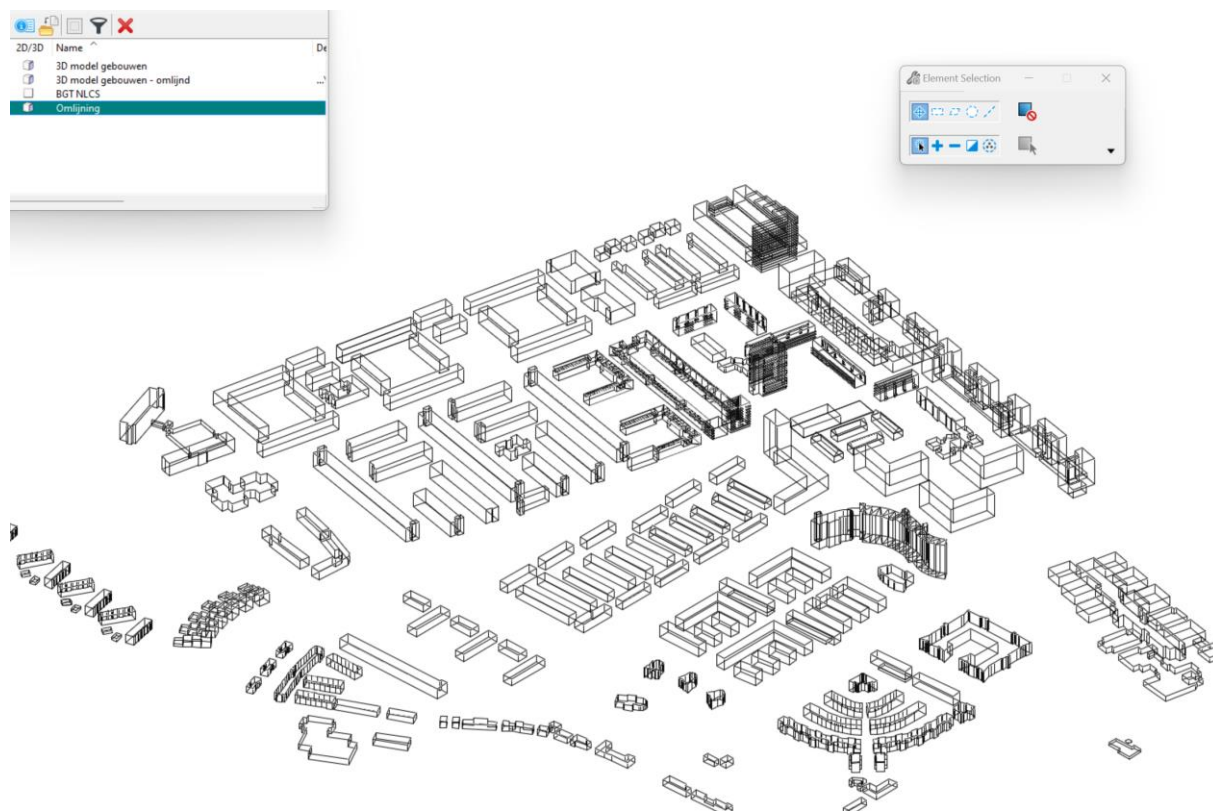 2D/3D Name De
3D model gebouwen
3D model gebouwen - omlijnd ...
BGT NLCS
Omlijning
Element Selection